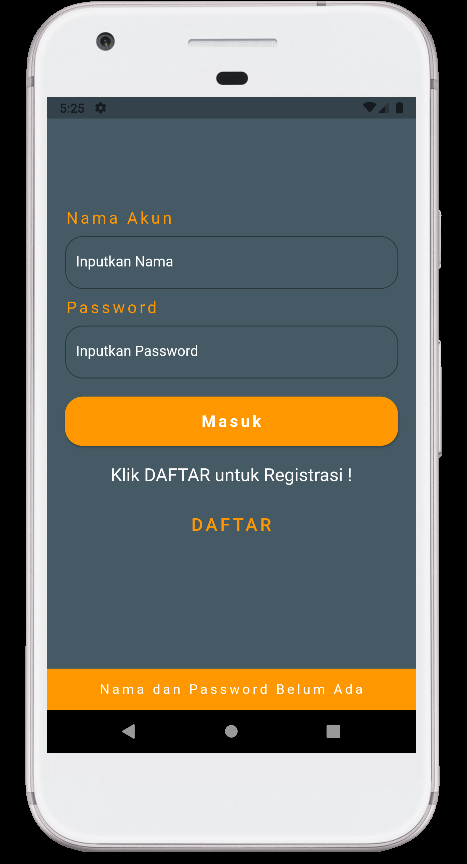 5:25
Nama Akun
Inputkan Nama
Password
Inputkan Password
Masuk
Klik DAFTAR untuk Registrasi !
DAFTAR
Nama dan Password Belum Ada